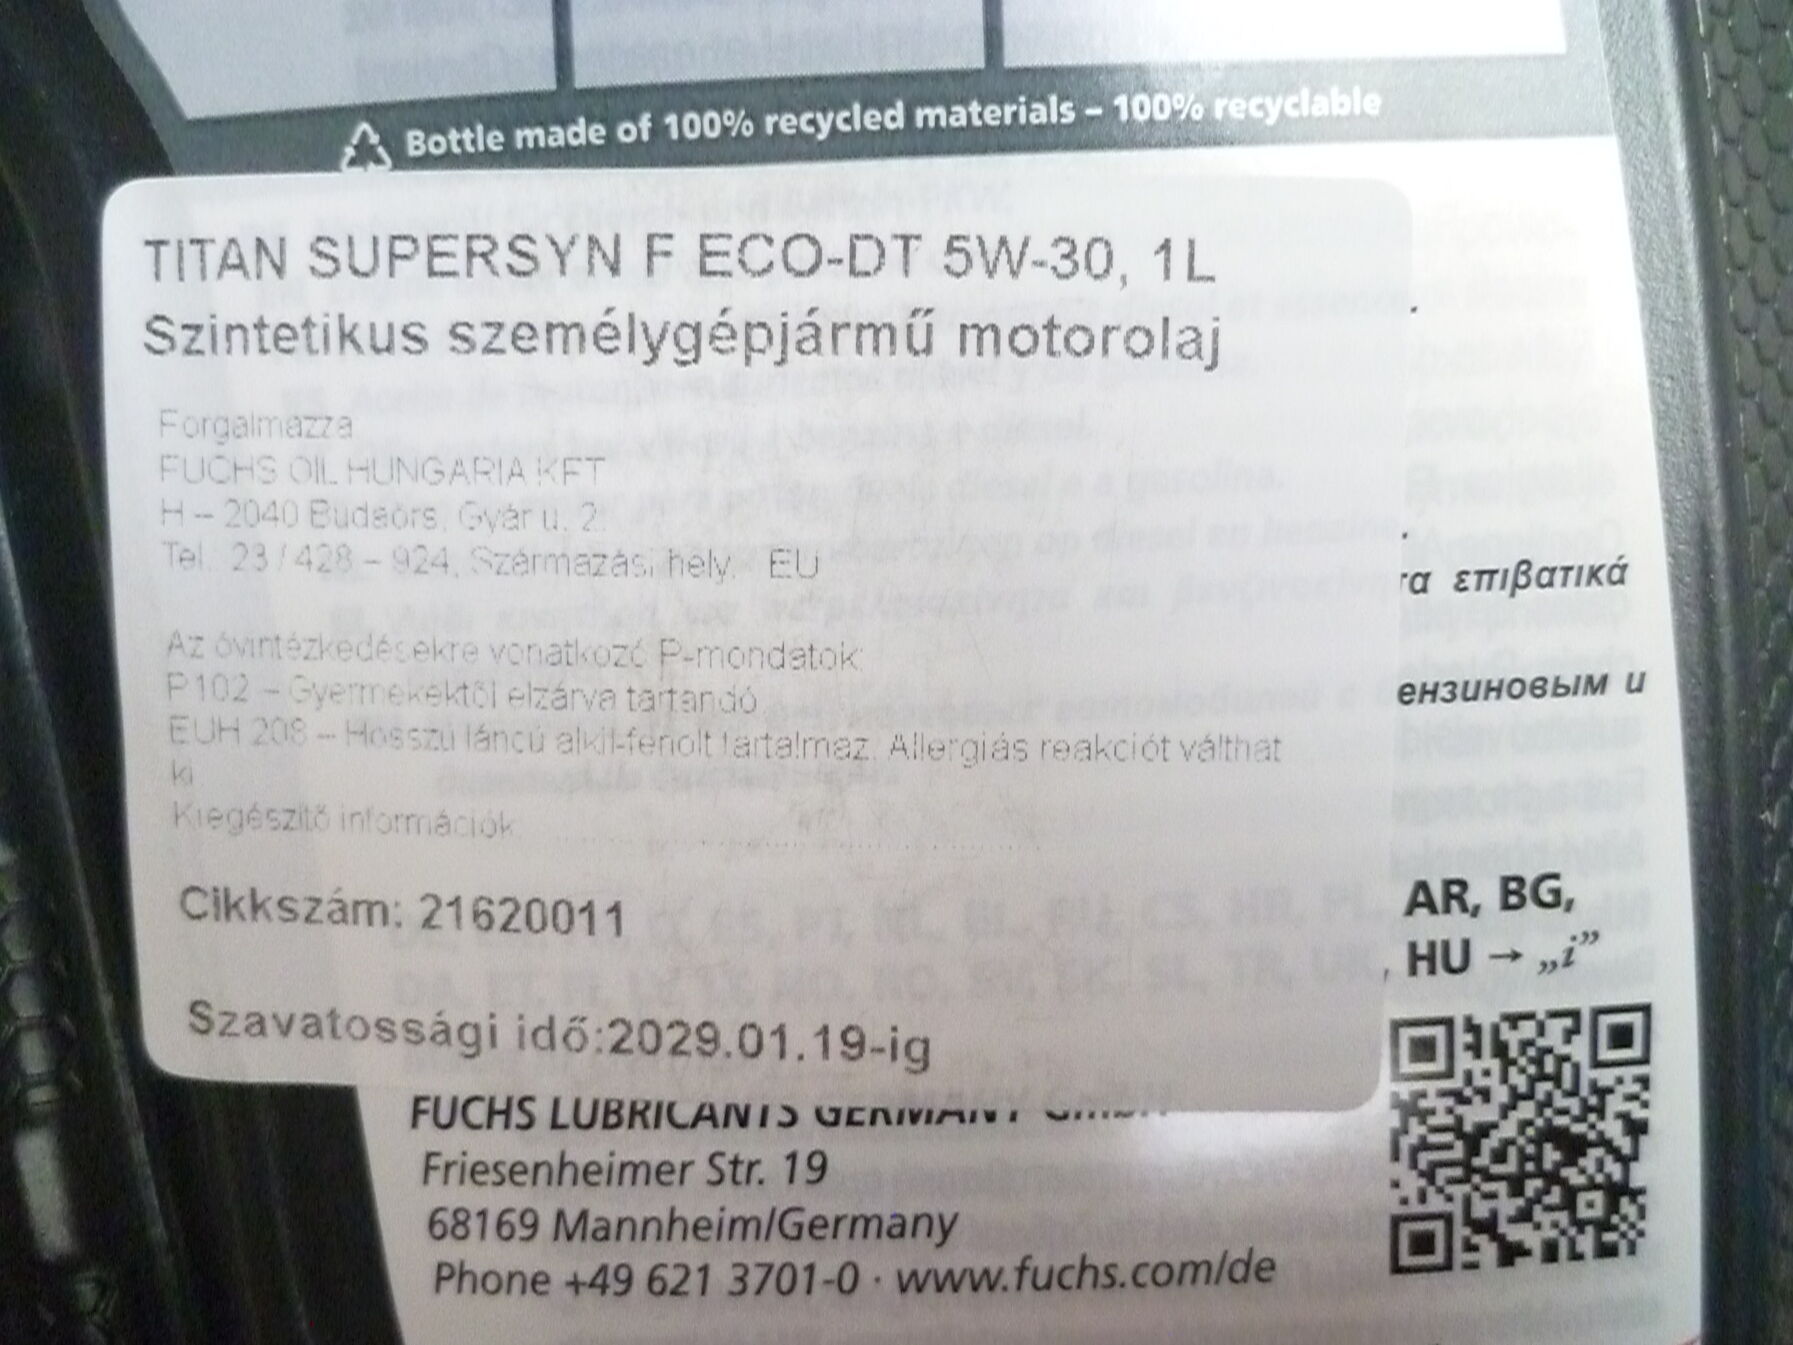 Bottle made of 100% recycled materials – 100% recyclable
TITAN SUPERSYN F ECO-DT 5W-30, 1L
Szintetikus személygépjármű motorolaj
Forgalmazza
FUCHS OIL HUNGARIA KFT
H – 2040 Budaörs, Gyár u. 2.
Tel.: 23 / 428 – 924, Származási hely: EU
τα επιβατικά
Az óvintézkedésekre vonatkozó P-mondatok:
P102 – Gyermekektől elzárva tartandó
ензиновым и
EUH 208 – Hosszú láncú alkil-fenolt tartalmaz. Allergiás reakciót válthat
ki
Kiegészítő információk:
AR, BG,
Cikkszám: 21620011
, HU → „i”
Szavatossági idő:2029.01.19-ig
FUCHS LUBRICANTS GERMANY GmbH
Friesenheimer Str. 19
68169 Mannheim/Germany
Phone +49 621 3701-0 · www.fuchs.com/de